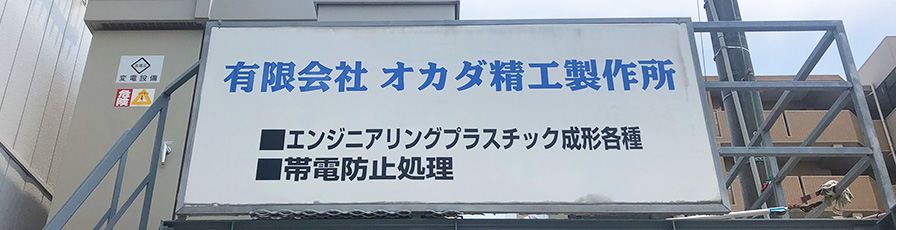 有限会社 オカダ精工製作所
■エンジニアリングプラスチック成形各種
■帯電防止処理
変電設備
危険